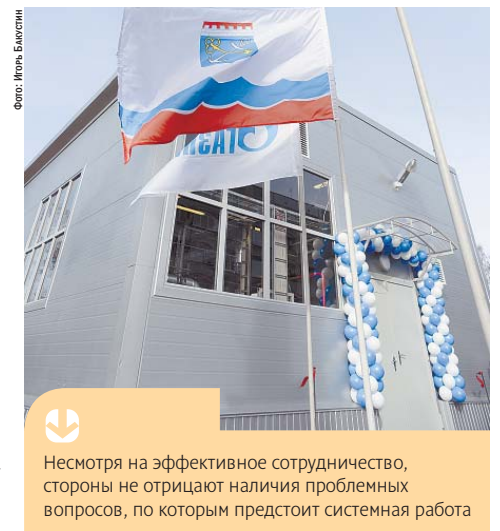 Фото: Игорь Бакустин
Несмотря на эффективное сотрудничество,
стороны не отрицают наличия проблемных
вопросов, по которым предстоит системная работа